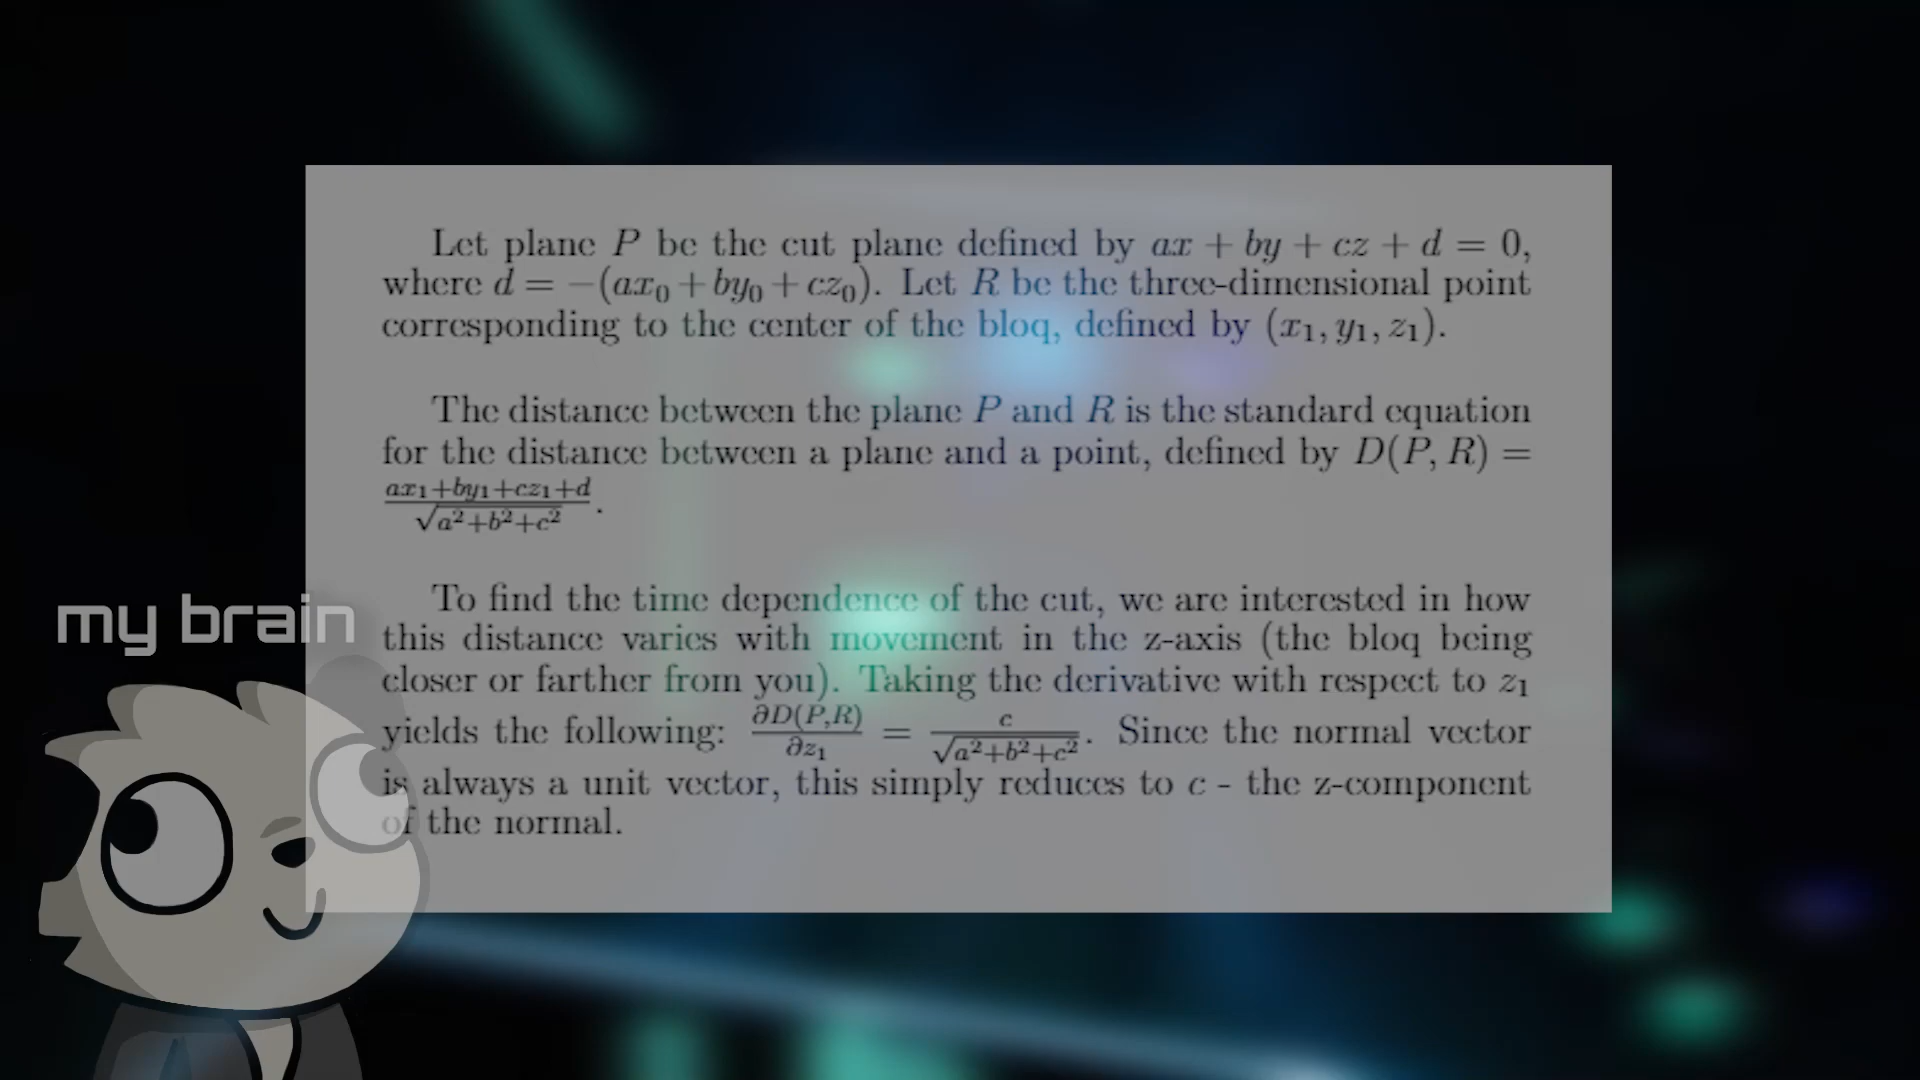 Let plane P be the cut plane defined by ax + by + cz + d = 0,
where d = −(ax₀ + by₀ + cz₀). Let R be the three-dimensional point
corresponding to the center of the bloq, defined by (x₁, y₁, z₁).
The distance between the plane P and R is the standard equation
for the distance between a plane and a point, defined by D(P, R) =
(ax₁+by₁+cz₁+d)/√(a²+b²+c²).
To find the time dependence of the cut, we are interested in how
this distance varies with movement in the z-axis (the bloq being
closer or farther from you). Taking the derivative with respect to z₁
yields the following: ∂D(P,R)/∂z₁ = c/√(a²+b²+c²). Since the normal vector
is always a unit vector, this simply reduces to c - the z-component
of the normal.
my brain